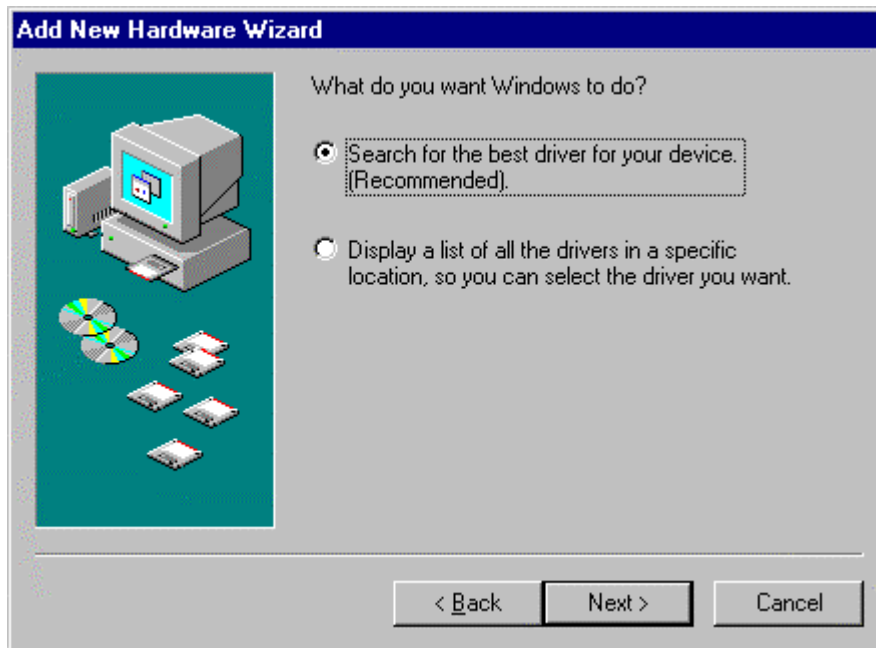 Add New Hardware Wizard
What do you want Windows to do?
Search for the best driver for your device.
(Recommended).
Display a list of all the drivers in a specific
location, so you can select the driver you want.
< Back
Next >
Cancel